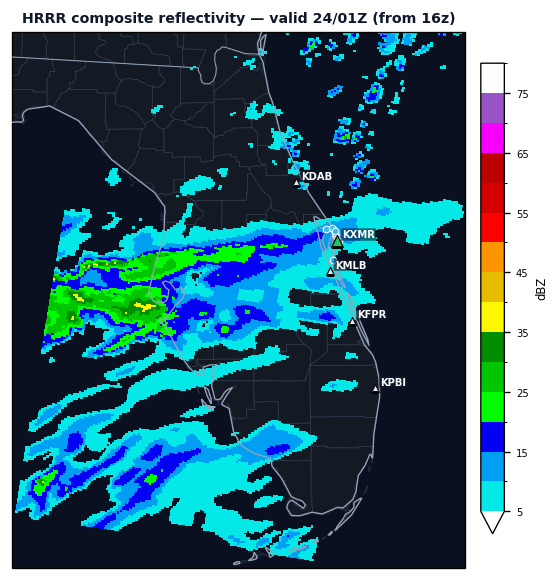 HRRR composite reflectivity — valid 24/01Z (from 16z)
KDAB
KXMR
KMLB
KFPR
KPBI
75
65
55
45
35
25
15
5
dBZ